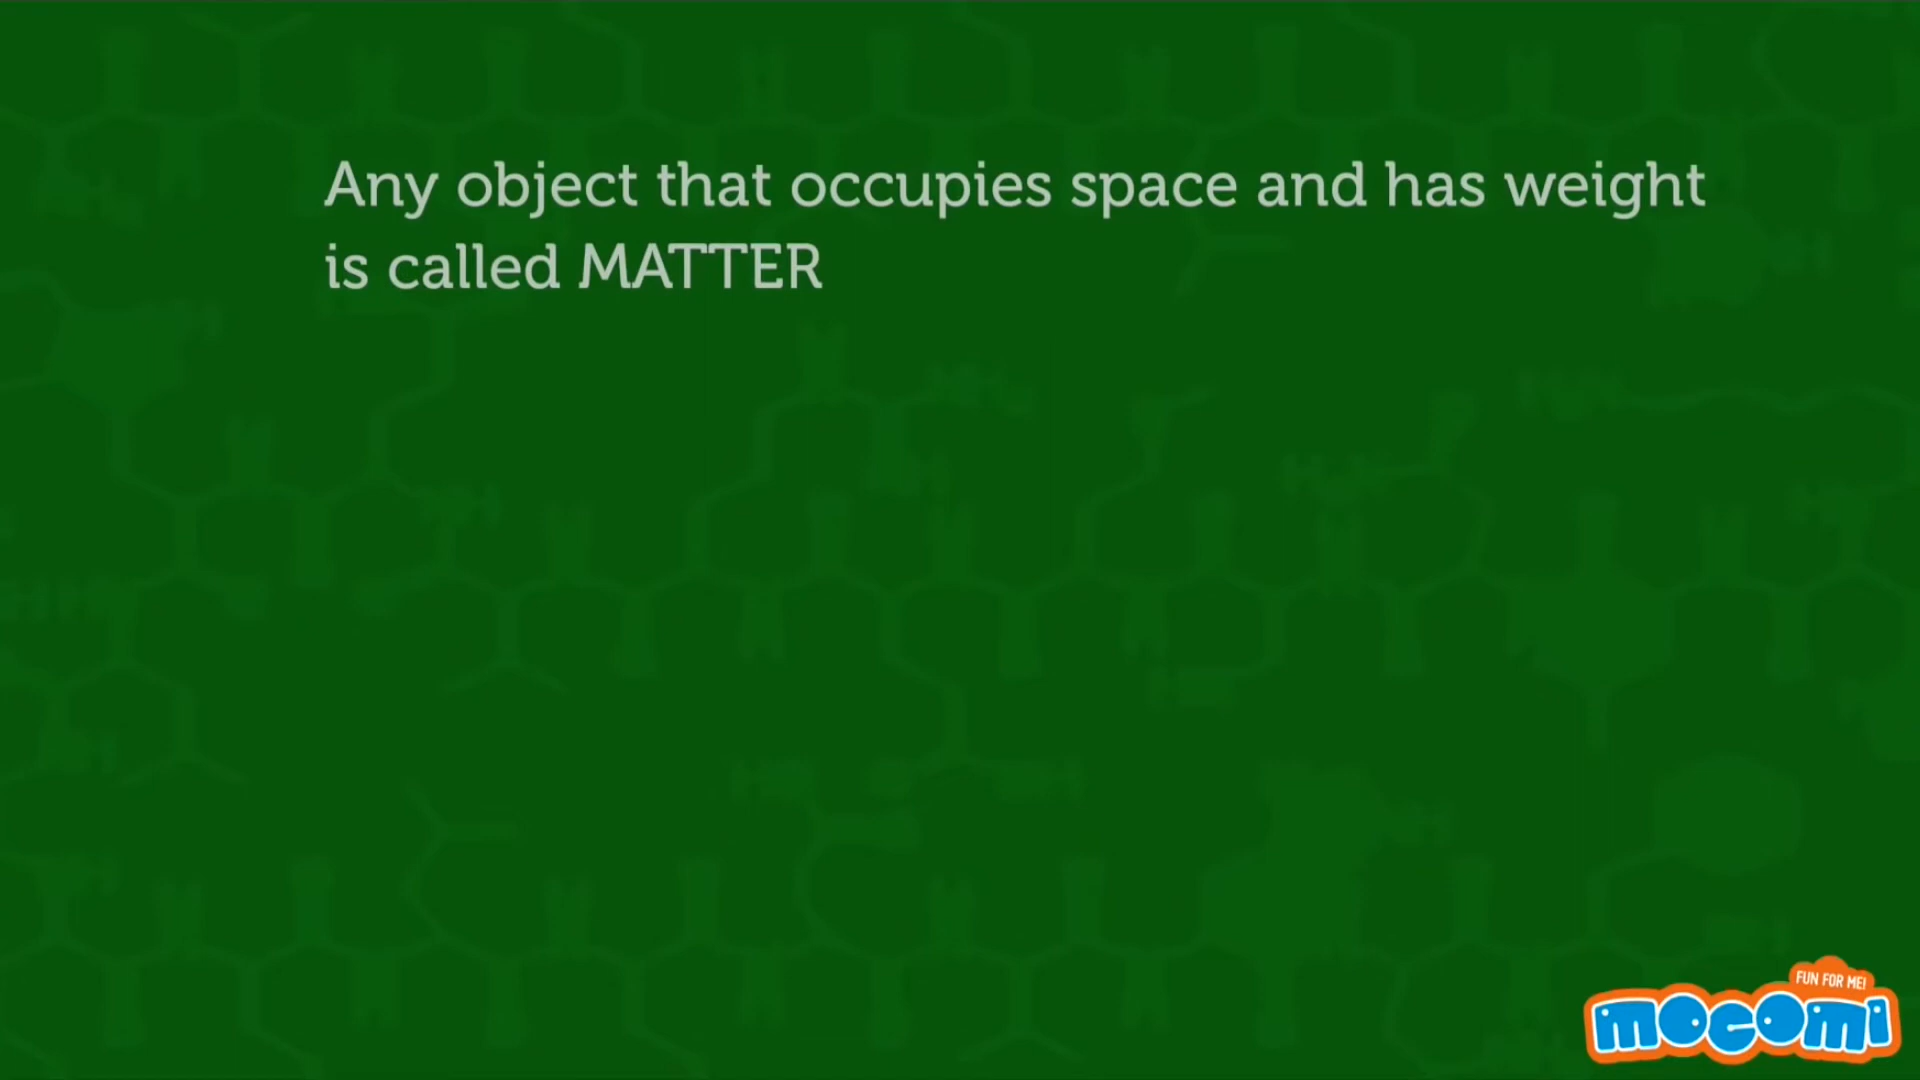 Any object that occupies space and has weight
is called MATTER
FUN FOR ME!
mocomi